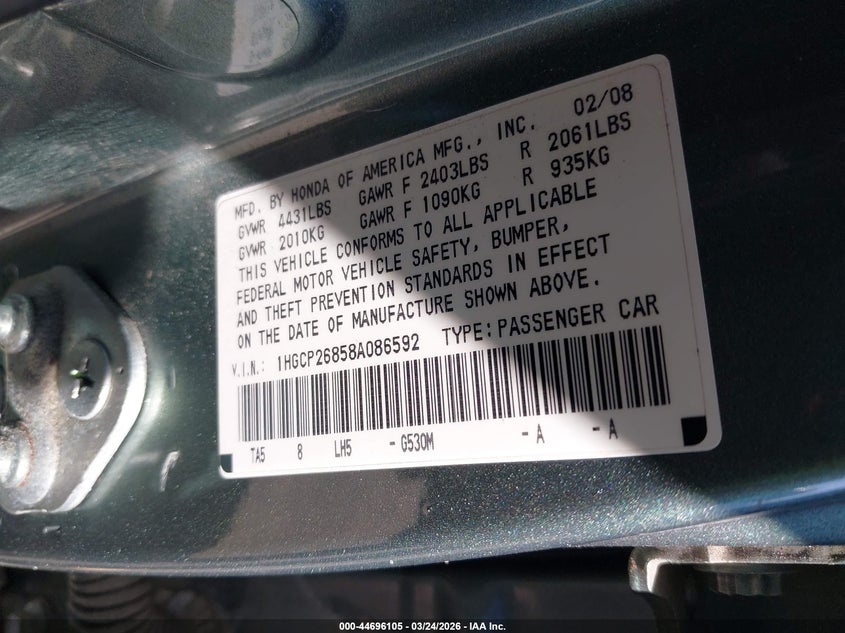 MFD. BY HONDA OF AMERICA MFG., INC. 02/08
GVWR 4431LBS GAWR F 2403LBS R 2061LBS
GVWR 2010KG GAWR F 1090KG R 935KG
THIS VEHICLE CONFORMS TO ALL APPLICABLE
FEDERAL MOTOR VEHICLE SAFETY, BUMPER,
AND THEFT PREVENTION STANDARDS IN EFFECT
ON THE DATE OF MANUFACTURE SHOWN ABOVE.
V.I.N.: 1HGCP26858A086592 TYPE:PASSENGER CAR
TA5 8 LH5 - G530M - A - A
000-44696105 - 03/24/2026 - IAA Inc.